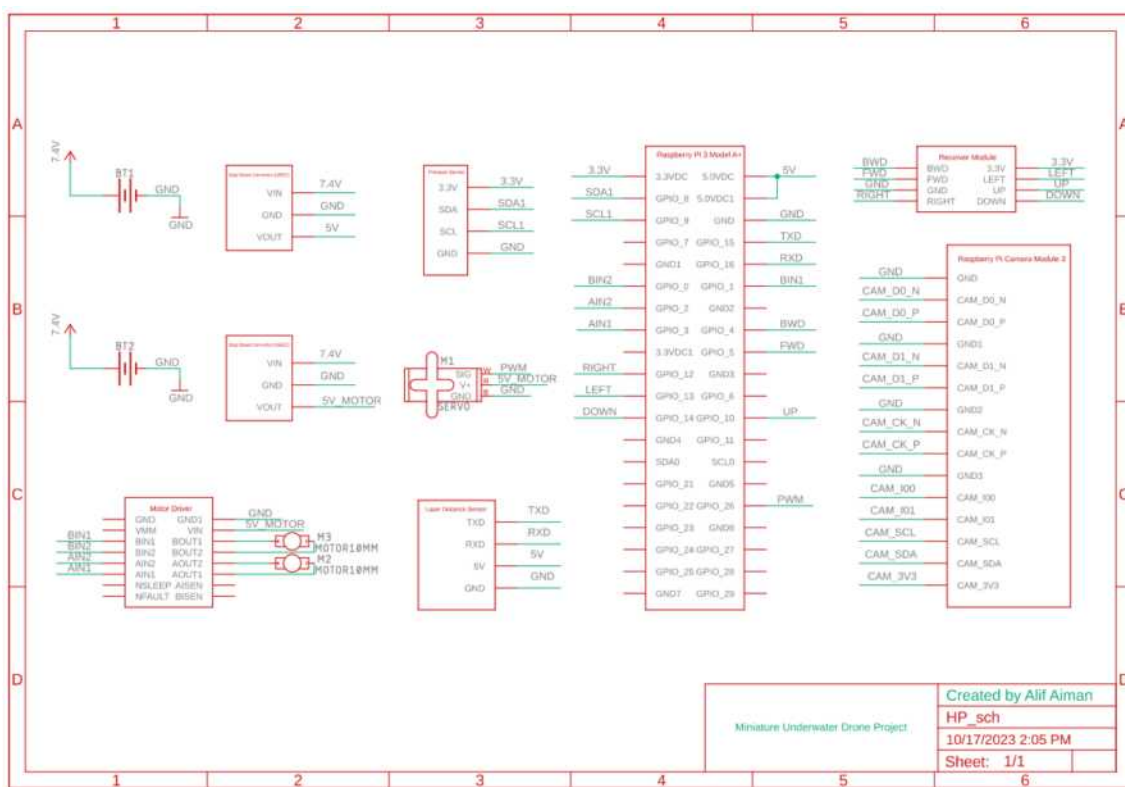 1 2 3 4 5 6
A A
B B
C C
D D
7.4V
BT1
GND
GND
VIN 7.4V
GND GND
VOUT 5V
3.3V 3.3V
SDA SDA1
SCL SCL1
GND GND
Raspberry Pi 3 Model A+
3.3V 3.3VDC 5.0VDC 5V
SDA1 GPIO_8 5.0VDC1
SCL1 GPIO_9 GND GND
GPIO_7 GPIO_15 TXD
GND1 GPIO_16 RXD
BIN2 GPIO_0 GPIO_1 BIN1
AIN2 GPIO_2 GND2
AIN1 GPIO_3 GPIO_4 BWD
3.3VDC1 GPIO_5 FWD
RIGHT GPIO_12 GND3
LEFT GPIO_13 GPIO_6
DOWN GPIO_14 GPIO_10 UP
GND4 GPIO_11
SDA0 SCL0
GPIO_21 GND5
GPIO_22 GPIO_26 PWM
GPIO_23 GND6
GPIO_24 GPIO_27
GPIO_25 GPIO_28
GND7 GPIO_29
Receiver Module
BWD BWD 3.3V 3.3V
FWD FWD LEFT LEFT
GND GND UP UP
RIGHT RIGHT DOWN DOWN
Raspberry Pi Camera Module 2
GND GND
CAM_D0_N CAM_D0_N
CAM_D0_P CAM_D0_P
GND GND1
CAM_D1_N CAM_D1_N
CAM_D1_P CAM_D1_P
GND GND2
CAM_CK_N CAM_CK_N
CAM_CK_P CAM_CK_P
GND GND3
CAM_I00 CAM_I00
CAM_I01 CAM_I01
CAM_SCL CAM_SCL
CAM_SDA CAM_SDA
CAM_3V3 CAM_3V3
7.4V
BT2
GND
GND
VIN 7.4V
GND GND
VOUT 5V_MOTOR
M1
SIG PWM
V+ 5V_MOTOR
GND GND
SERVO
Motor Driver
GND GND1 GND
VMM VIN 5V_MOTOR
BIN1 BIN1 BOUT1 M3
BIN2 BIN2 BOUT2 MOTOR10MM
AIN2 AIN2 AOUT2 M2
AIN1 AIN1 AOUT1 MOTOR10MM
NSLEEP AISEN
NFAULT BISEN
Distance Sensor
TXD TXD
RXD RXD
5V 5V
GND GND
Miniature Underwater Drone Project
Created by Alif Aiman
HP_sch
10/17/2023 2:05 PM
Sheet: 1/1
1 2 3 4 5 6